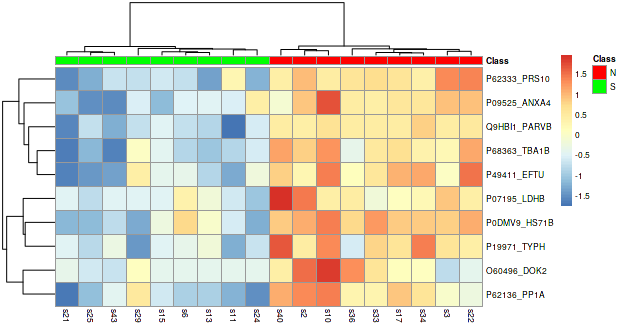 Class
P62333_PRS10
P09525_ANXA4
Q9HBI1_PARVB
P68363_TBA1B
P49411_EFTU
P07195_LDHB
P0DMV9_HS71B
P19971_TYPH
O60496_DOK2
P62136_PP1A
s21 s25 s43 s29 s15 s6 s13 s11 s24 s40 s2 s10 s36 s33 s17 s34 s3 s22
1.5
1
0.5
0
-0.5
-1
-1.5
Class
N
S